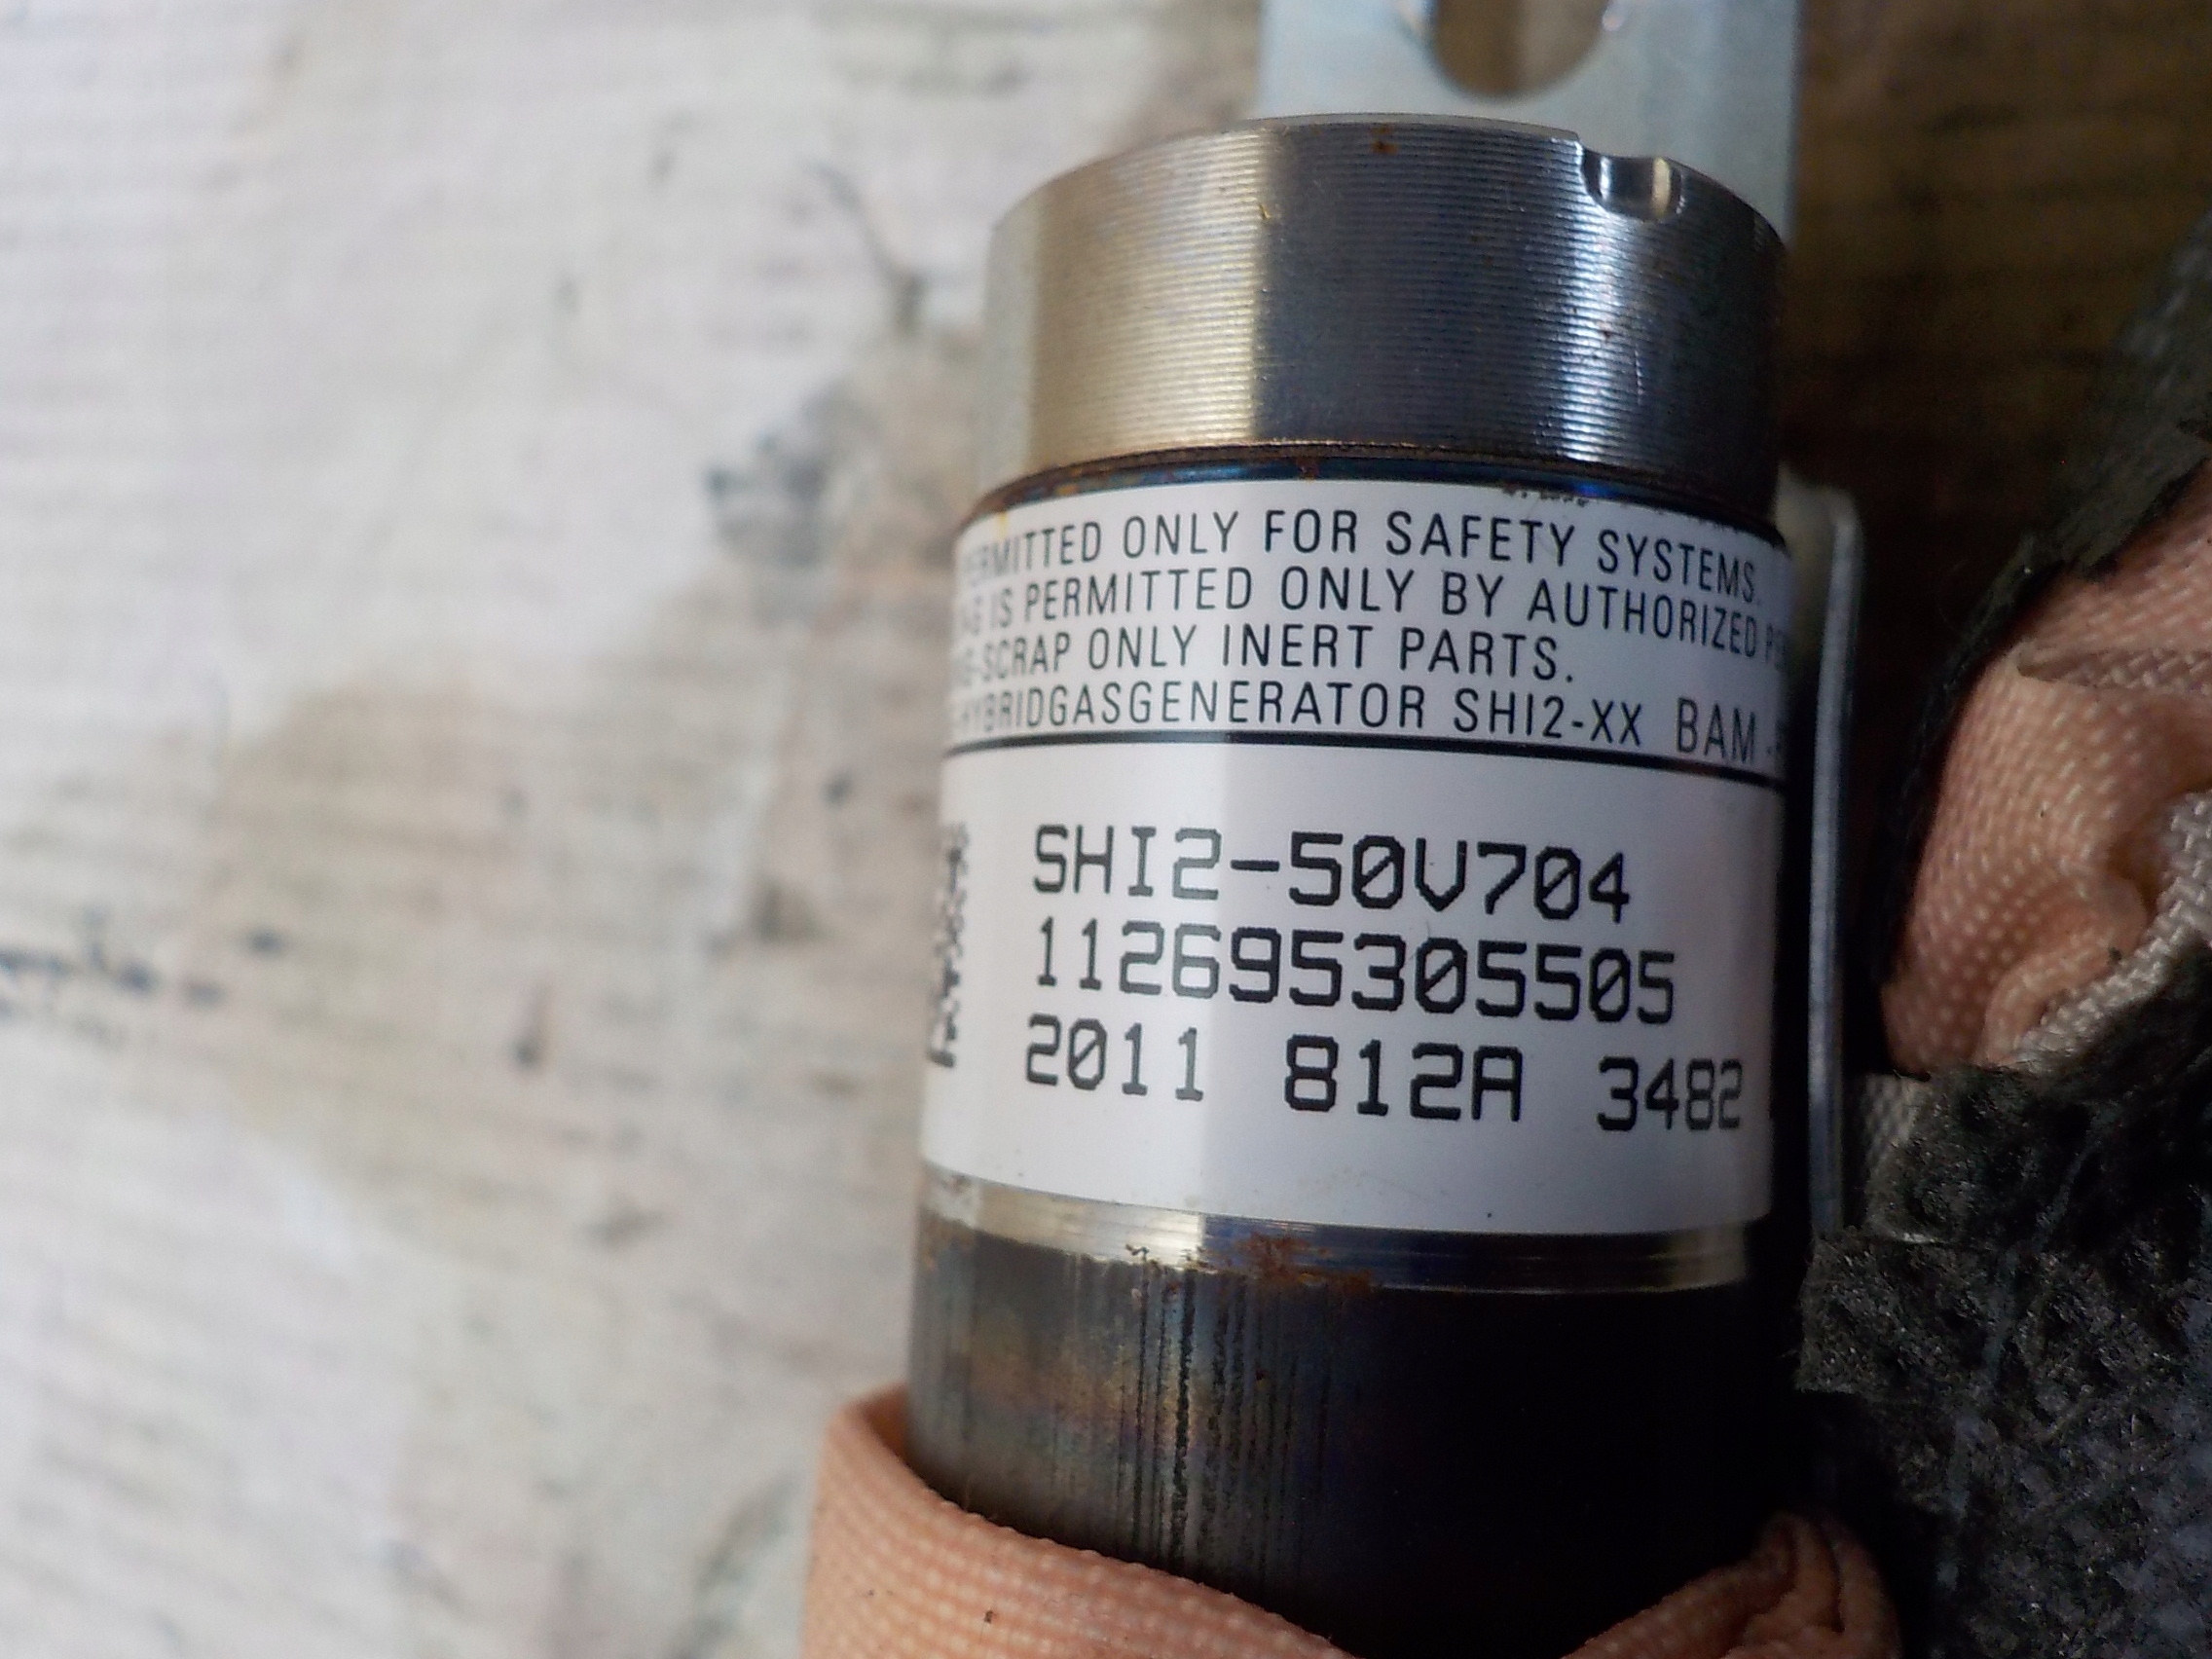 PERMITTED ONLY FOR SAFETY SYSTEMS.
IS PERMITTED ONLY BY AUTHORIZED
-SCRAP ONLY INERT PARTS.
HYBRIDGASGENERATOR SHI2-XX BAM
SHI2-50V704
112695305505
2011 812A 3482